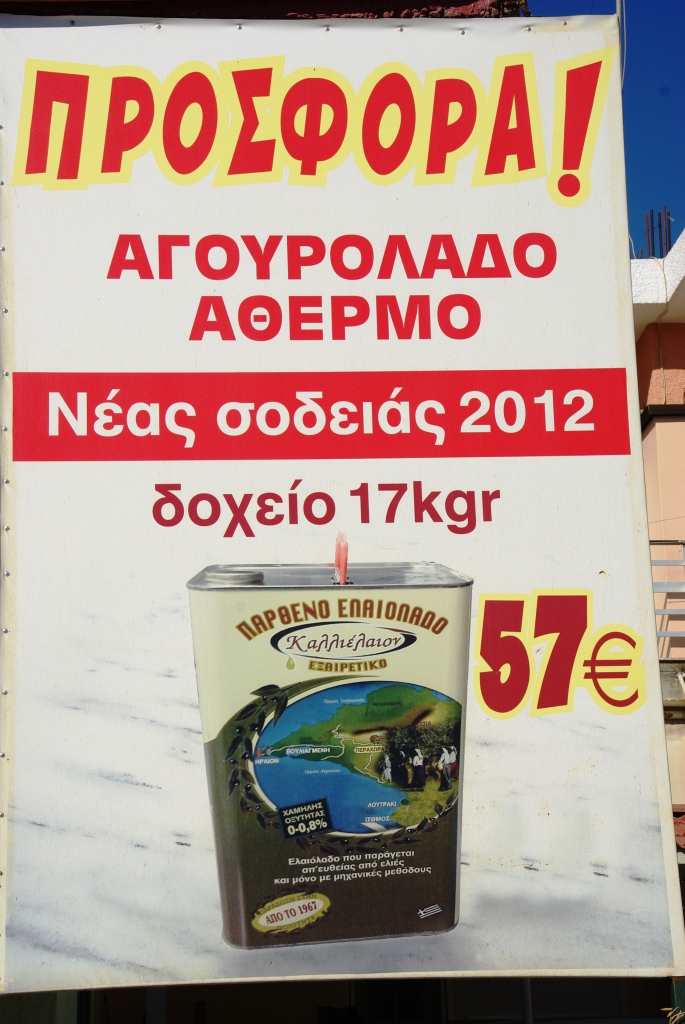 ΠΡΟΣΦΟΡΑ!
ΑΓΟΥΡΟΛΑΔΟ
ΑΘΕΡΜΟ
Νέας σοδειάς 2012
δοχείο 17kgr
57€
ΠΑΡΘΕΝΟ ΕΛΑΙΟΛΑΔΟ
Καλλιέλαιον
ΕΞΑΙΡΕΤΙΚΟ
ΗΡΑΙΟΝ
ΒΟΥΛΙΑΓΜΕΝΗ
ΠΕΡΑΧΩΡΑ
ΛΟΥΤΡΑΚΙ
ΙΣΘΜΟΣ
ΧΑΜΗΛΗΣ
ΟΞΥΤΗΤΑΣ
0-0,8%
Ελαιόλαδο που παράγεται
απ'ευθείας από ελιές
και μόνο με μηχανικές μεθόδους
ΑΠΟ ΤΟ 1967